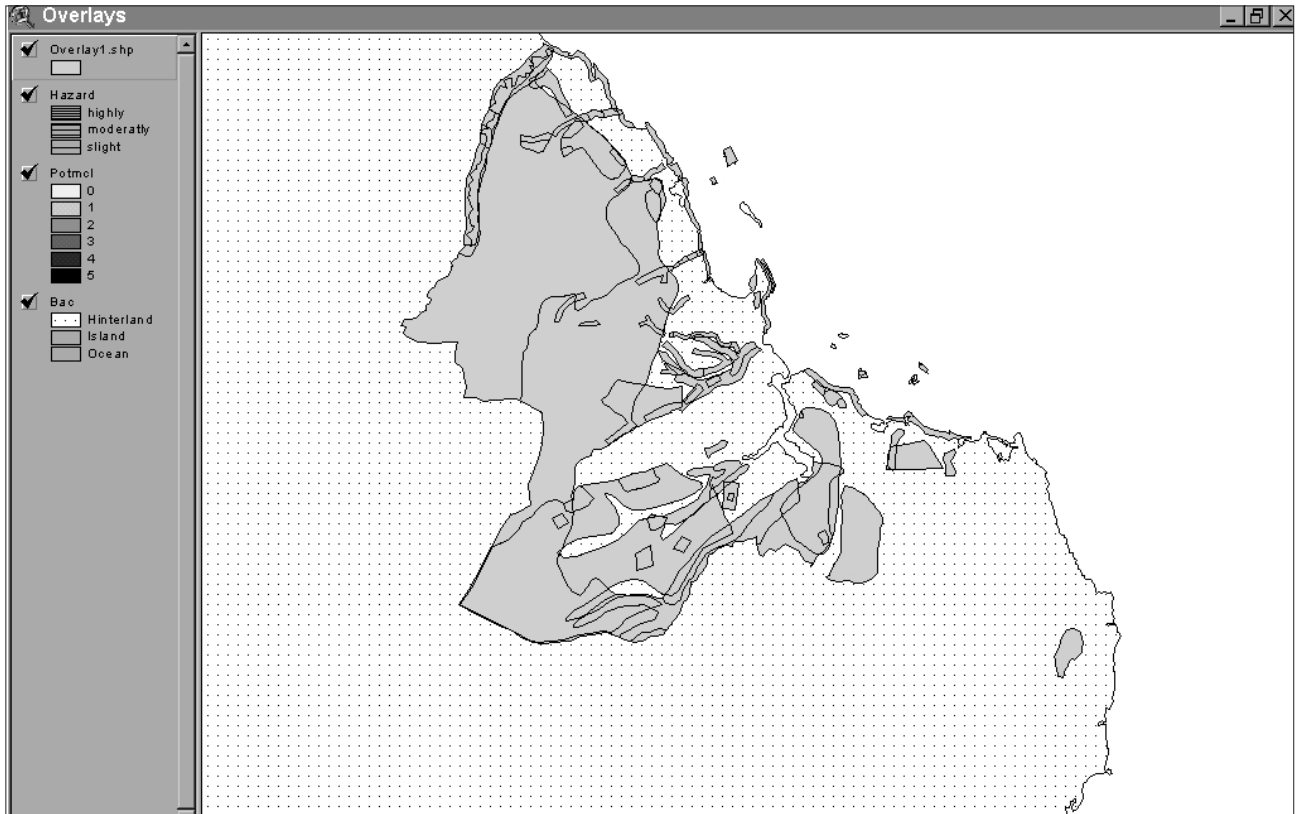 Overlays
Overlay1.shp
Hazard
highly
moderatly
slight
Potmcl
0
1
2
3
4
5
Bac
Hinterland
Island
Ocean